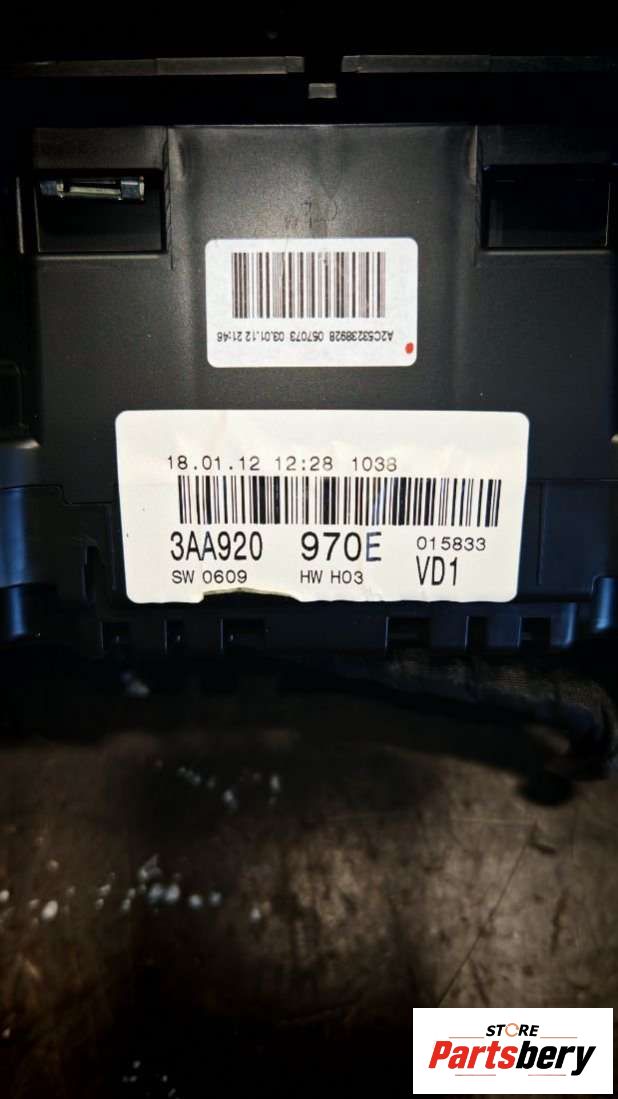 A2C53238928 057073 03.01.12 21:46
18.01.12 12:28 1038
3AA920 970E 015833
SW 0609 HW H03 VD1
STORE
Partsbery